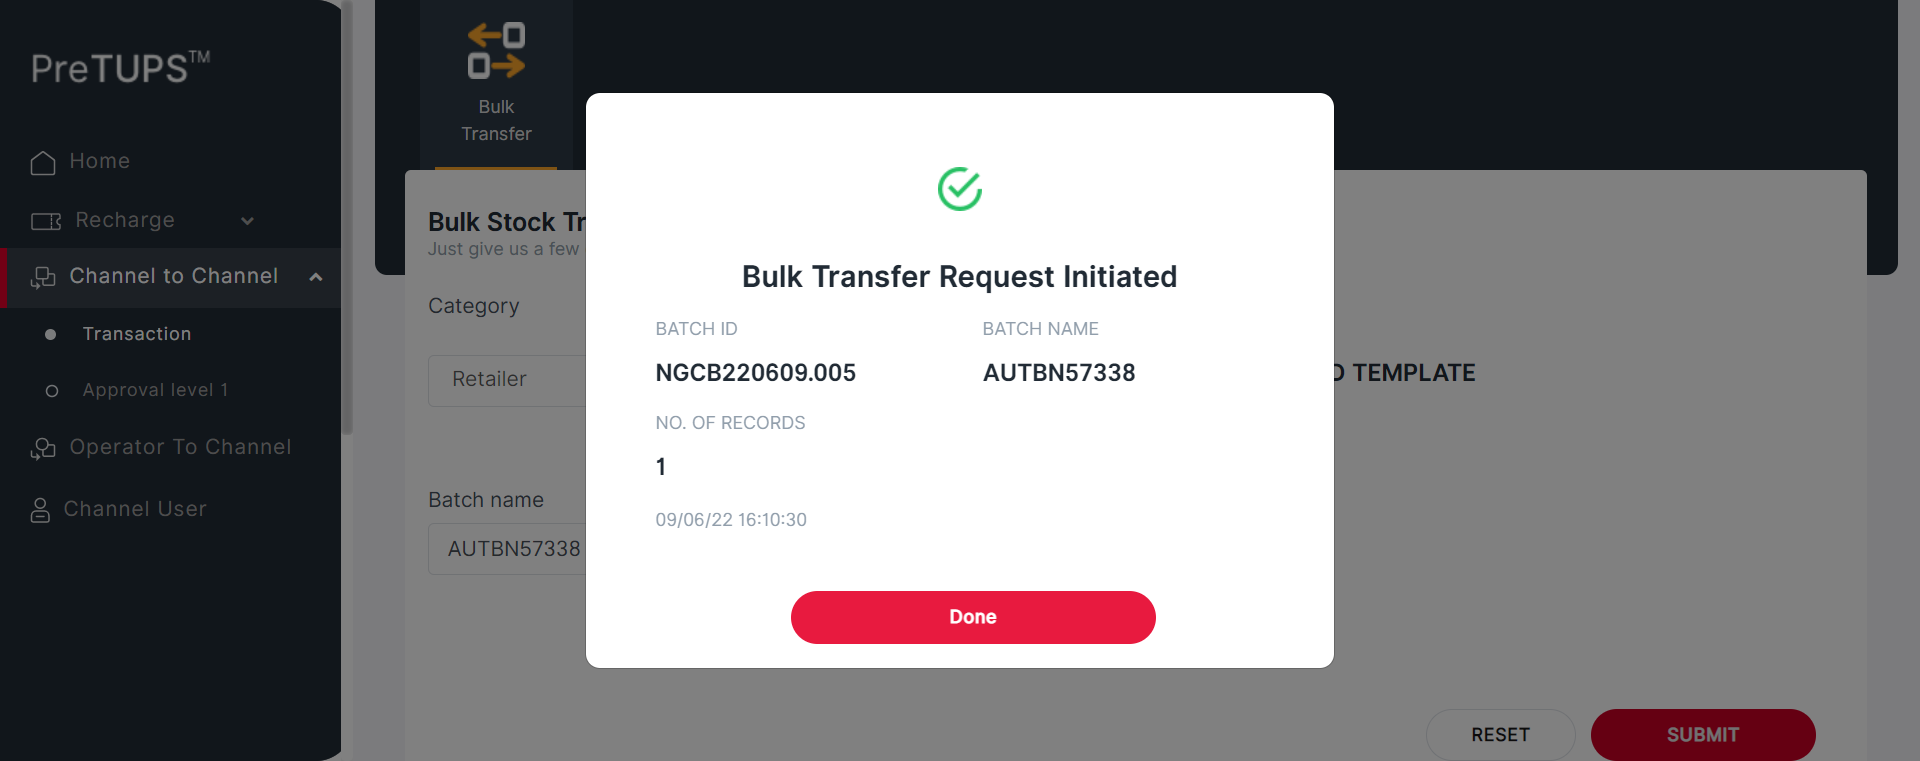 PreTUPS™
Home
Recharge
Channel to Channel
Transaction
Approval level 1
Operator To Channel
Channel User
Bulk
Transfer
Bulk Stock Tr
Just give us a few
Category
Retailer
D TEMPLATE
Batch name
AUTBN57338
Bulk Transfer Request Initiated
BATCH ID
BATCH NAME
NGCB220609.005
AUTBN57338
NO. OF RECORDS
1
09/06/22 16:10:30
Done
RESET
SUBMIT